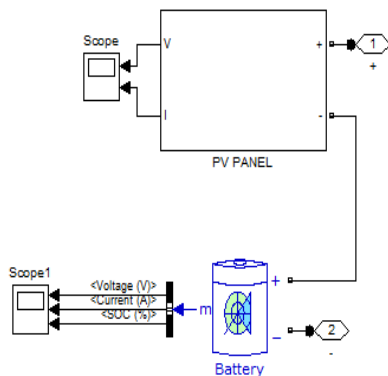 Scope
V
+
1
+
I
-
PV PANEL
Scope1
<Voltage (V)>
<Current (A)>
<SOC (%)>
m
+
2
-
_
Battery